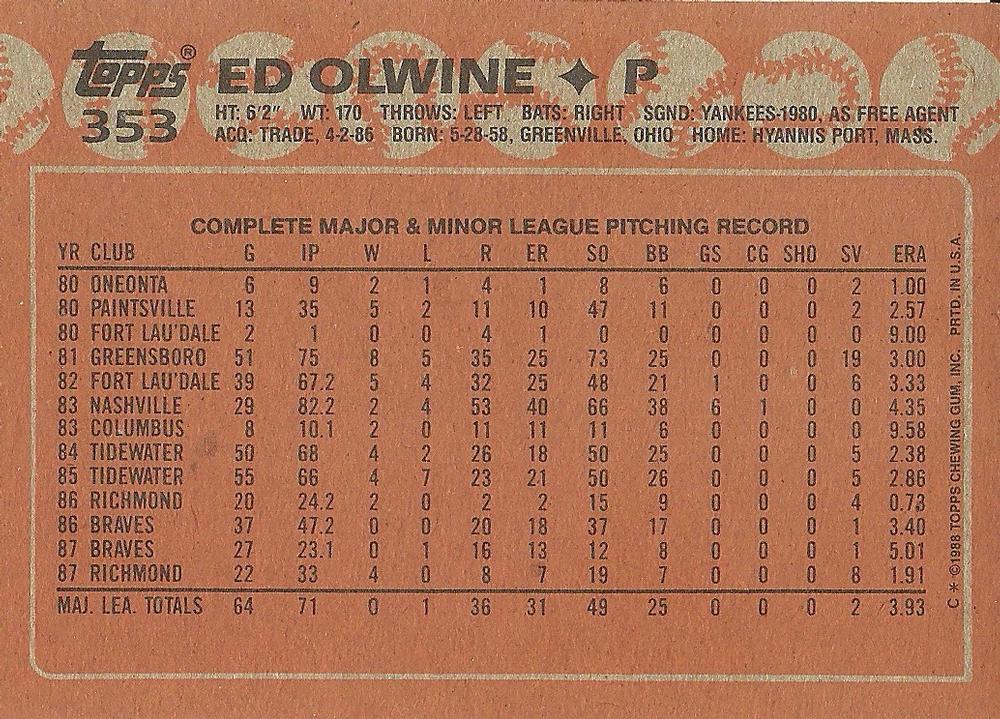 Topps® ED OLWINE ✦ P
353 HT: 6'2" WT: 170 THROWS: LEFT BATS: RIGHT SGND: YANKEES-1980, AS FREE AGENT
ACQ: TRADE, 4-2-86 BORN: 5-28-58, GREENVILLE, OHIO HOME: HYANNIS PORT, MASS.
COMPLETE MAJOR & MINOR LEAGUE PITCHING RECORD
YR CLUB G IP W L R ER SO BB GS CG SHO SV ERA
80 ONEONTA 6 9 2 1 4 1 8 6 0 0 0 2 1.00
80 PAINTSVILLE 13 35 5 2 11 10 47 11 0 0 0 2 2.57
80 FORT LAU'DALE 2 1 0 0 4 1 0 0 0 0 0 0 9.00
81 GREENSBORO 51 75 8 5 35 25 73 25 0 0 0 19 3.00
82 FORT LAU'DALE 39 67.2 5 4 32 25 48 21 1 0 0 6 3.33
83 NASHVILLE 29 82.2 2 4 53 40 66 38 6 1 0 0 4.35
83 COLUMBUS 8 10.1 2 0 11 11 11 6 0 0 0 0 9.58
84 TIDEWATER 50 68 4 2 26 18 50 25 0 0 0 5 2.38
85 TIDEWATER 55 66 4 7 23 21 50 26 0 0 0 5 2.86
86 RICHMOND 20 24.2 2 0 2 2 15 9 0 0 0 4 0.73
86 BRAVES 37 47.2 0 0 20 18 37 17 0 0 0 1 3.40
87 BRAVES 27 23.1 0 1 16 13 12 8 0 0 0 1 5.01
87 RICHMOND 22 33 4 0 8 7 19 7 0 0 0 8 1.91
MAJ. LEA. TOTALS 64 71 0 1 36 31 49 25 0 0 0 2 3.93
C * ©1988 TOPPS CHEWING GUM, INC. PRTD. IN U.S.A.